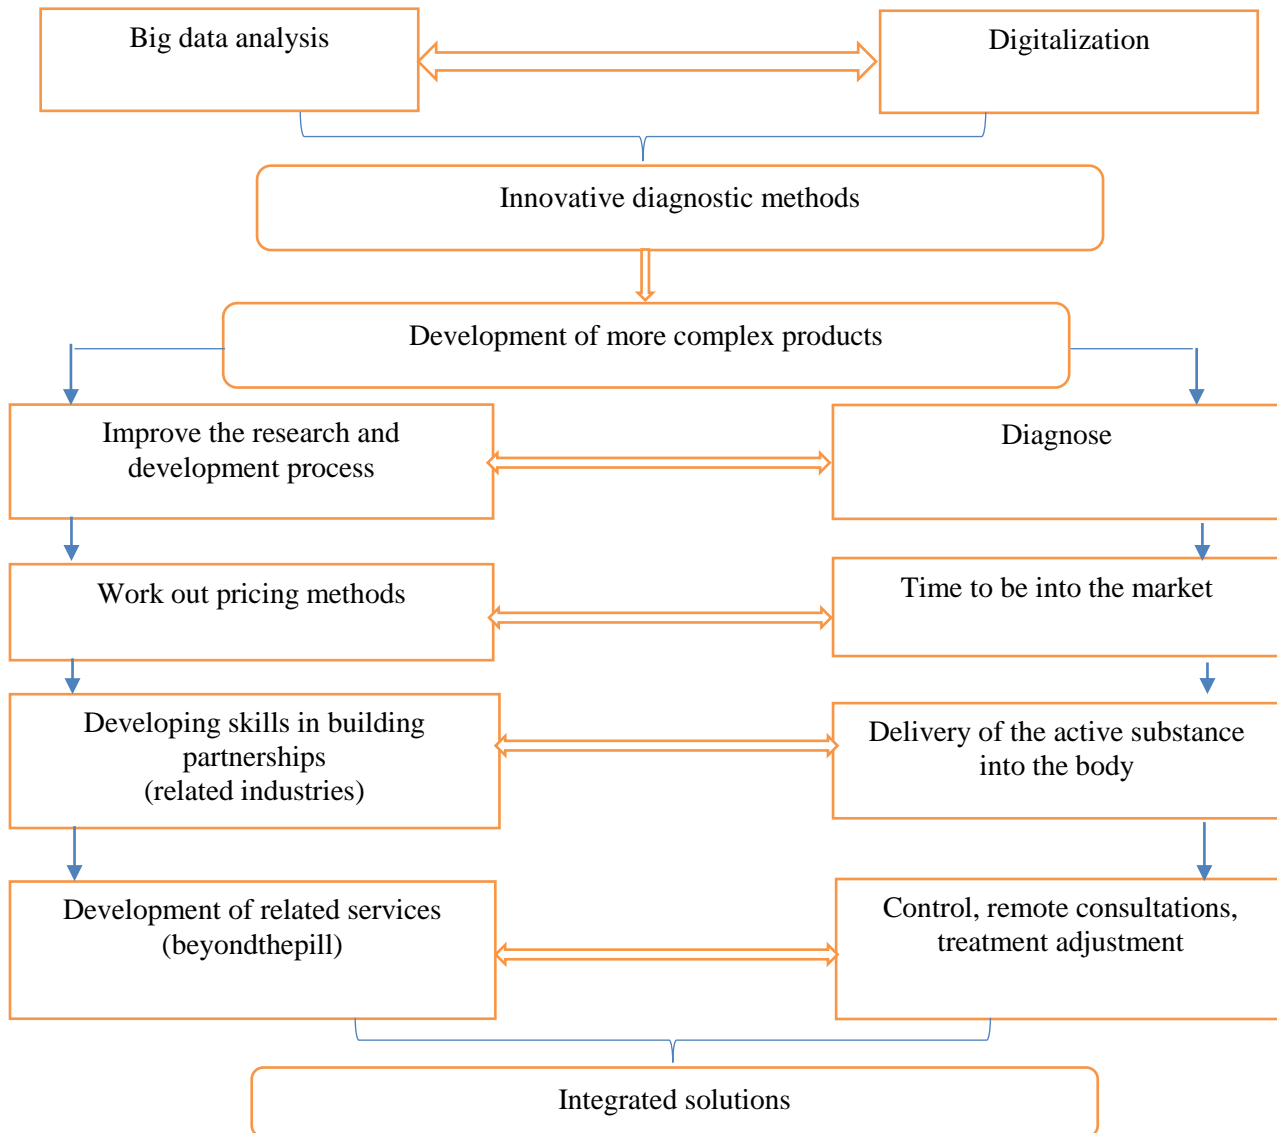 Big data analysis
Digitalization
Innovative diagnostic methods
Development of more complex products
Improve the research and
development process
Diagnose
Work out pricing methods
Time to be into the market
Developing skills in building
partnerships
(related industries)
Delivery of the active substance
into the body
Development of related services
(beyondthepill)
Control, remote consultations,
treatment adjustment
Integrated solutions